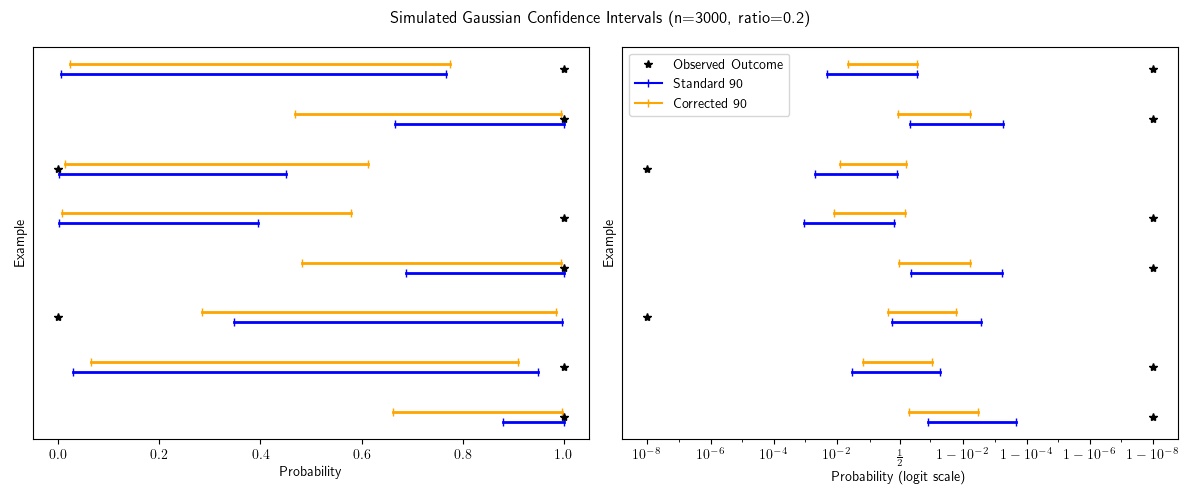 Simulated Gaussian Confidence Intervals (n=3000, ratio=0.2)
Example
0.0 0.2 0.4 0.6 0.8 1.0
Probability
Observed Outcome
Standard 90
Corrected 90
Example
10⁻⁸ 10⁻⁶ 10⁻⁴ 10⁻² 1/2 1 − 10⁻² 1 − 10⁻⁴ 1 − 10⁻⁶ 1 − 10⁻⁸
Probability (logit scale)